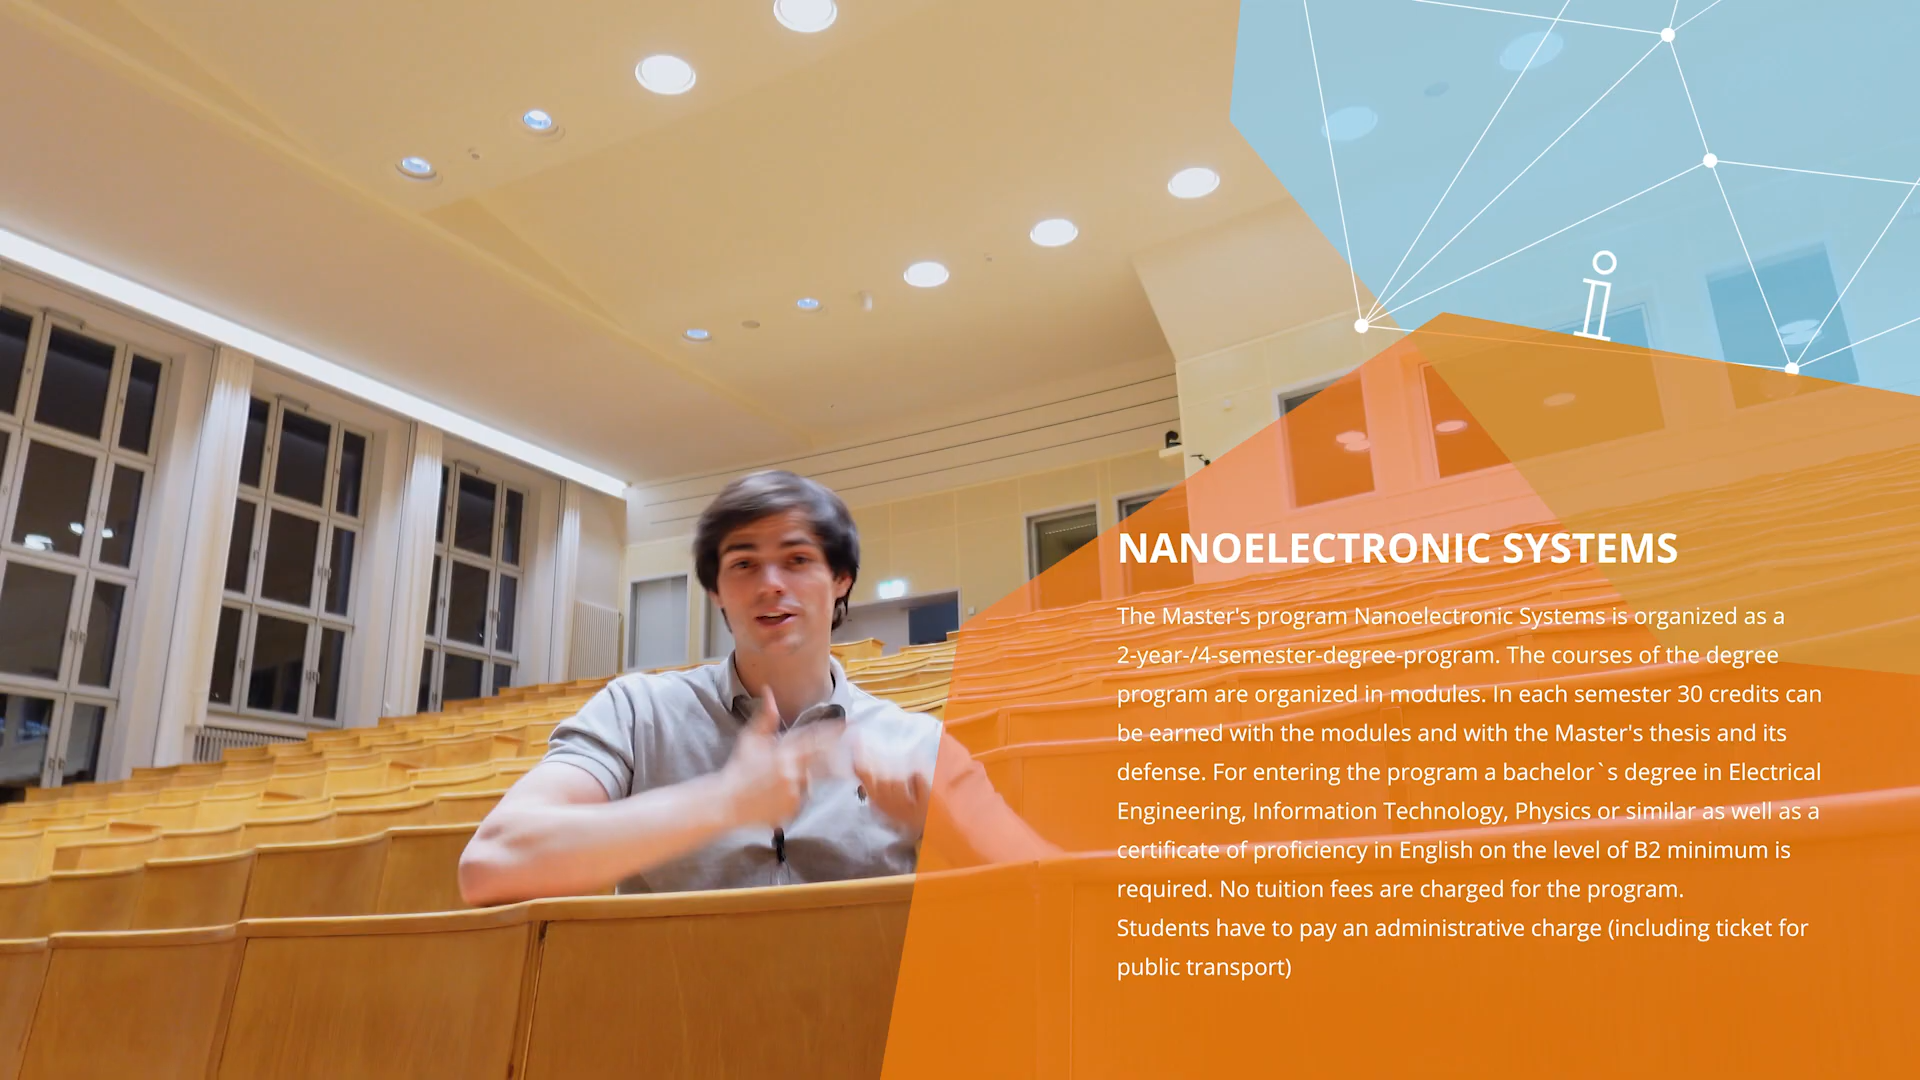 NANOELECTRONIC SYSTEMS
The Master's program Nanoelectronic Systems is organized as a
2-year-/4-semester-degree-program. The courses of the degree
program are organized in modules. In each semester 30 credits can
be earned with the modules and with the Master's thesis and its
defense. For entering the program a bachelor`s degree in Electrical
Engineering, Information Technology, Physics or similar as well as a
certificate of proficiency in English on the level of B2 minimum is
required. No tuition fees are charged for the program.
Students have to pay an administrative charge (including ticket for
public transport)